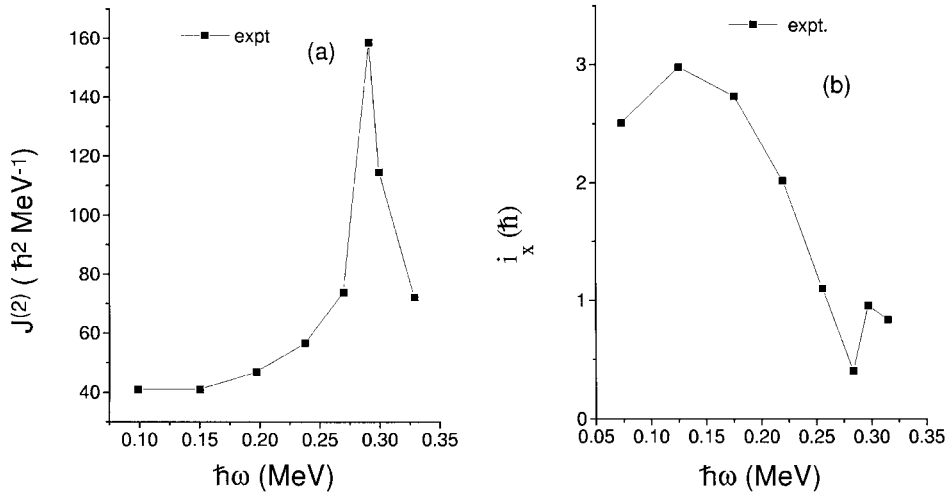 expt
(a)
160
140
120
100
80
60
40
J(2) ( ħ2 MeV-1)
0.10 0.15 0.20 0.25 0.30 0.35
ħω (MeV)
expt.
(b)
3
2
1
0
i_x (ħ)
0.05 0.10 0.15 0.20 0.25 0.30 0.35
ħω (MeV)